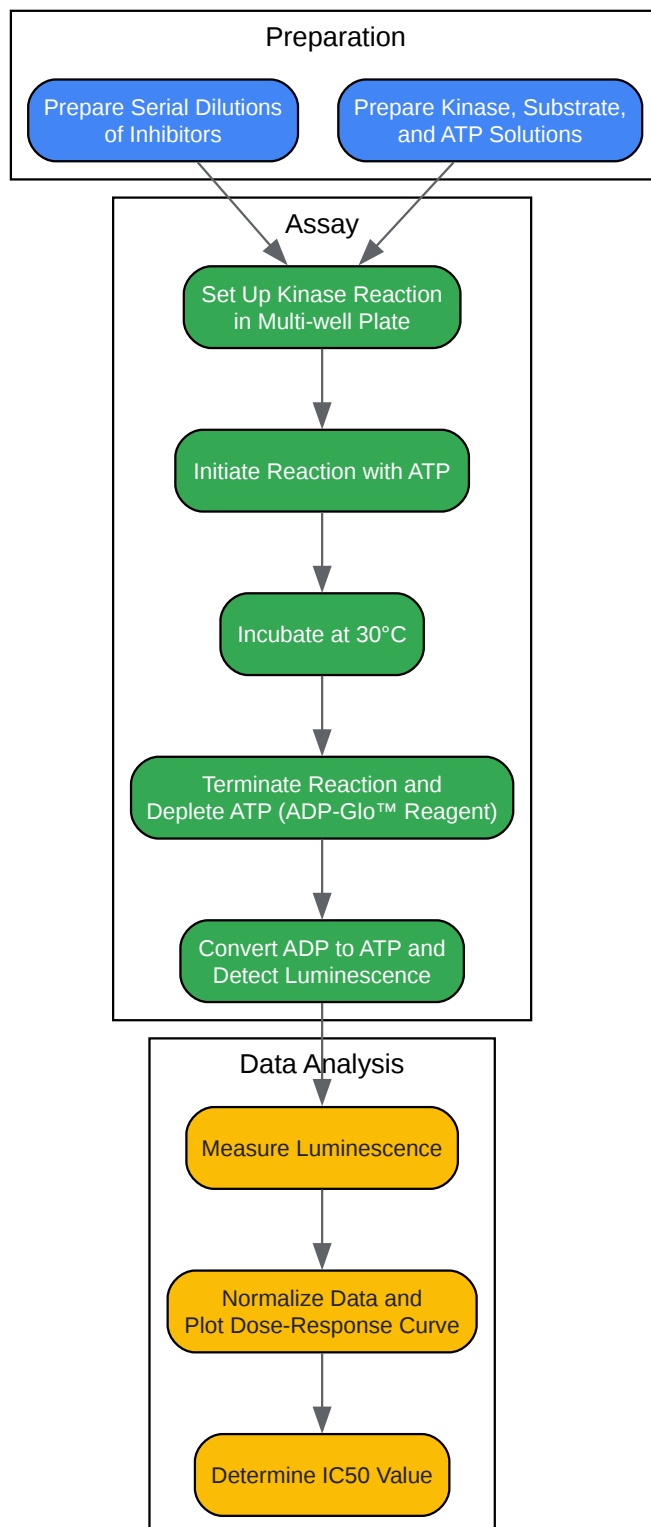 Preparation
Prepare Serial Dilutions
of Inhibitors
Prepare Kinase, Substrate,
and ATP Solutions
Assay
Set Up Kinase Reaction
in Multi-well Plate
Initiate Reaction with ATP
Incubate at 30°C
Terminate Reaction and
Deplete ATP (ADP-Glo™ Reagent)
Convert ADP to ATP and
Detect Luminescence
Data Analysis
Measure Luminescence
Normalize Data and
Plot Dose-Response Curve
Determine IC50 Value